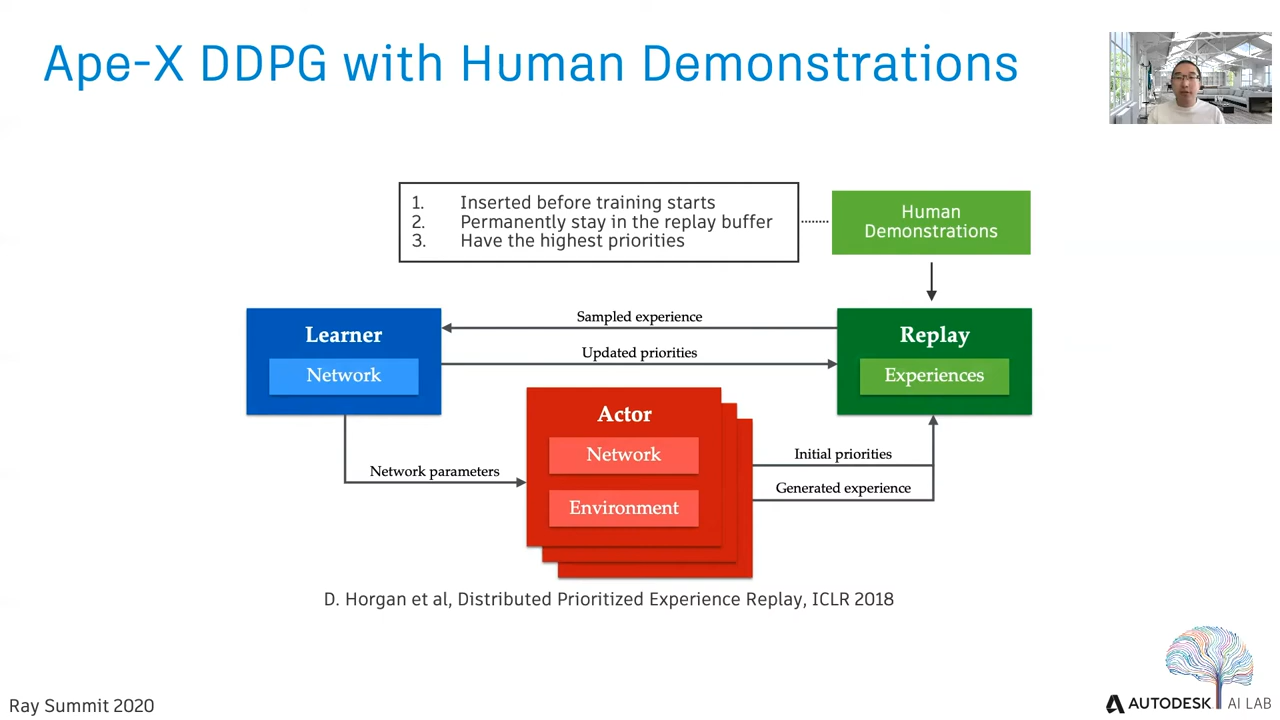 Ape-X DDPG with Human Demonstrations
1. Inserted before training starts
2. Permanently stay in the replay buffer
3. Have the highest priorities
Human
Demonstrations
Learner
Network
Sampled experience
Updated priorities
Replay
Experiences
Actor
Network
Environment
Network parameters
Initial priorities
Generated experience
D. Horgan et al, Distributed Prioritized Experience Replay, ICLR 2018
Ray Summit 2020
AUTODESK AI LAB